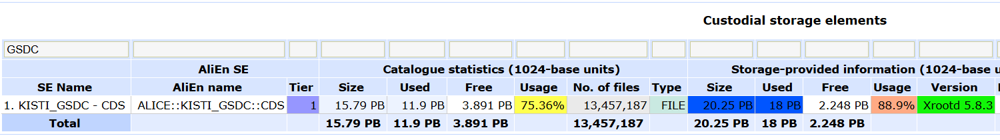 Custodial storage elements
GSDC
AliEn SE Catalogue statistics (1024-base units) Storage-provided information (1024-base u
SE Name AliEn name Tier Size Used Free Usage No. of files Type Size Used Free Usage Version
1. KISTI_GSDC - CDS ALICE::KISTI_GSDC::CDS 1 15.79 PB 11.9 PB 3.891 PB 75.36% 13,457,187 FILE 20.25 PB 18 PB 2.248 PB 88.9% Xrootd 5.8.3
Total 15.79 PB 11.9 PB 3.891 PB 13,457,187 20.25 PB 18 PB 2.248 PB